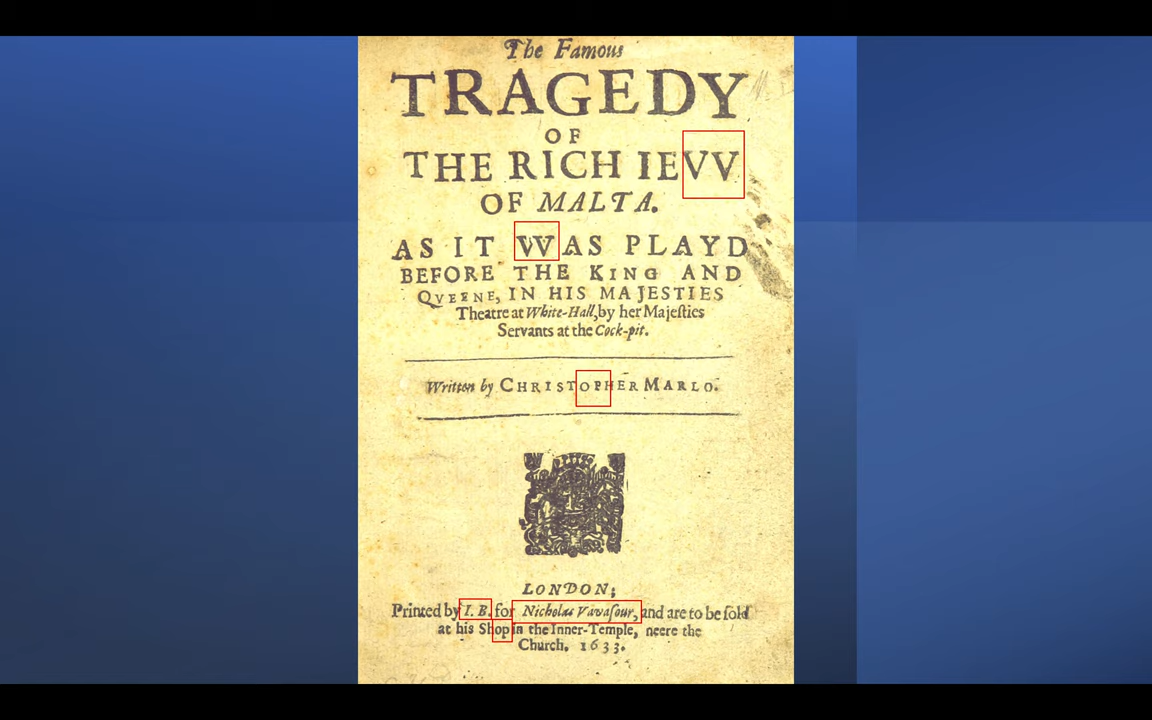 The Famous
TRAGEDY
OF
THE RICH IEVV
OF MALTA.
AS IT WAS PLAYD
BEFORE THE KING AND
QVEENE, IN HIS MAJESTIES
Theatre at White-Hall, by her Majeſties
Servants at the Cock-pit.
Written by CHRISTOPHER MARLO.
LONDON;
Printed by I. B. for Nicholas Vavaſour, and are to be ſold
at his Shop in the Inner-Temple, neere the
Church. 1633.